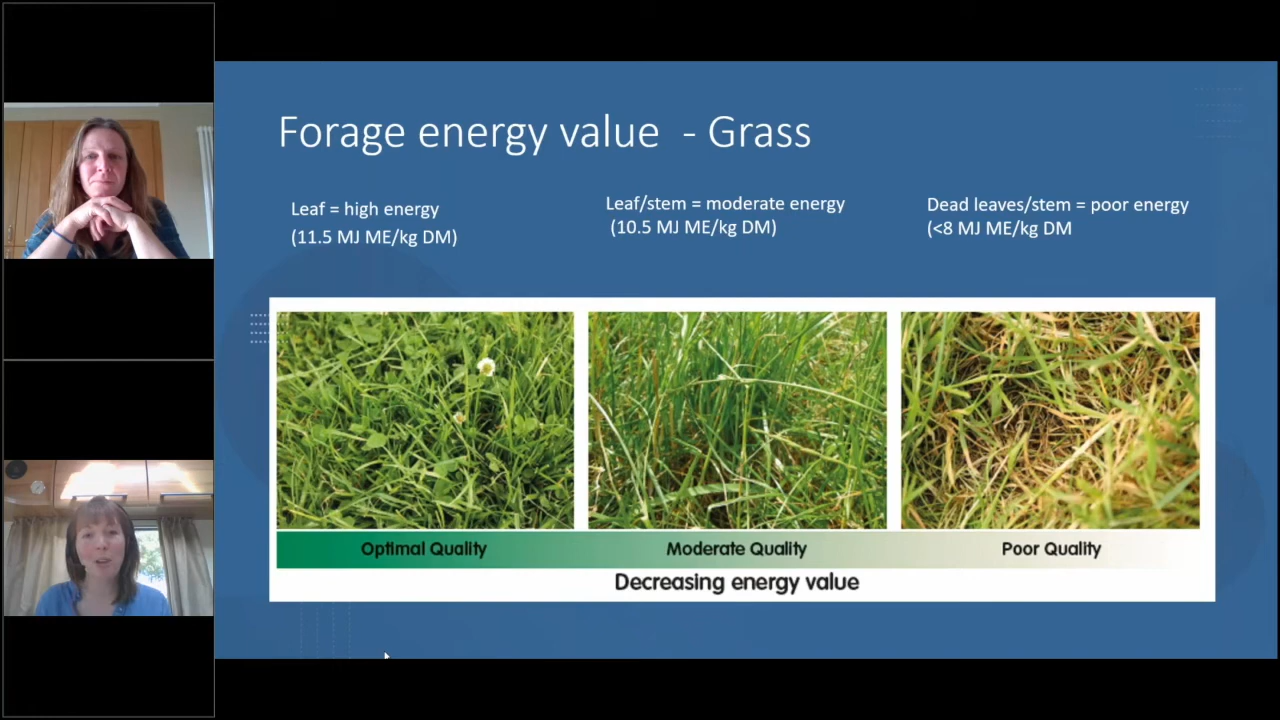 Forage energy value - Grass
Leaf = high energy
(11.5 MJ ME/kg DM)
Leaf/stem = moderate energy
(10.5 MJ ME/kg DM)
Dead leaves/stem = poor energy
(<8 MJ ME/kg DM
Optimal Quality
Moderate Quality
Poor Quality
Decreasing energy value